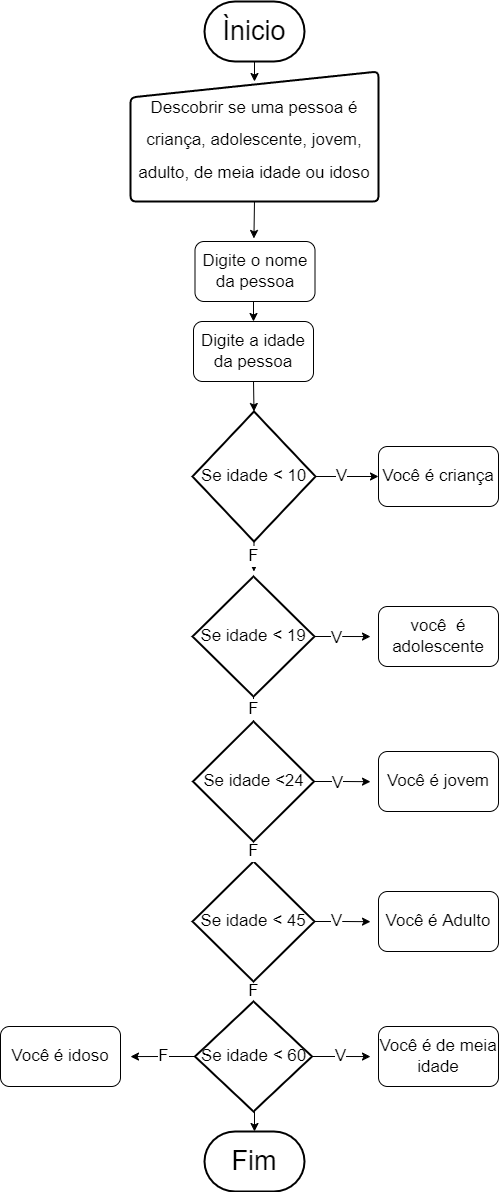 Ìnicio
Descobrir se uma pessoa é
criança, adolescente, jovem,
adulto, de meia idade ou idoso
Digite o nome
da pessoa
Digite a idade
da pessoa
Se idade < 10
V
Você é criança
F
Se idade < 19
V
você é
adolescente
F
Se idade <24
V
Você é jovem
F
Se idade < 45
V
Você é Adulto
F
Você é idoso
F
Se idade < 60
V
Você é de meia
idade
Fim